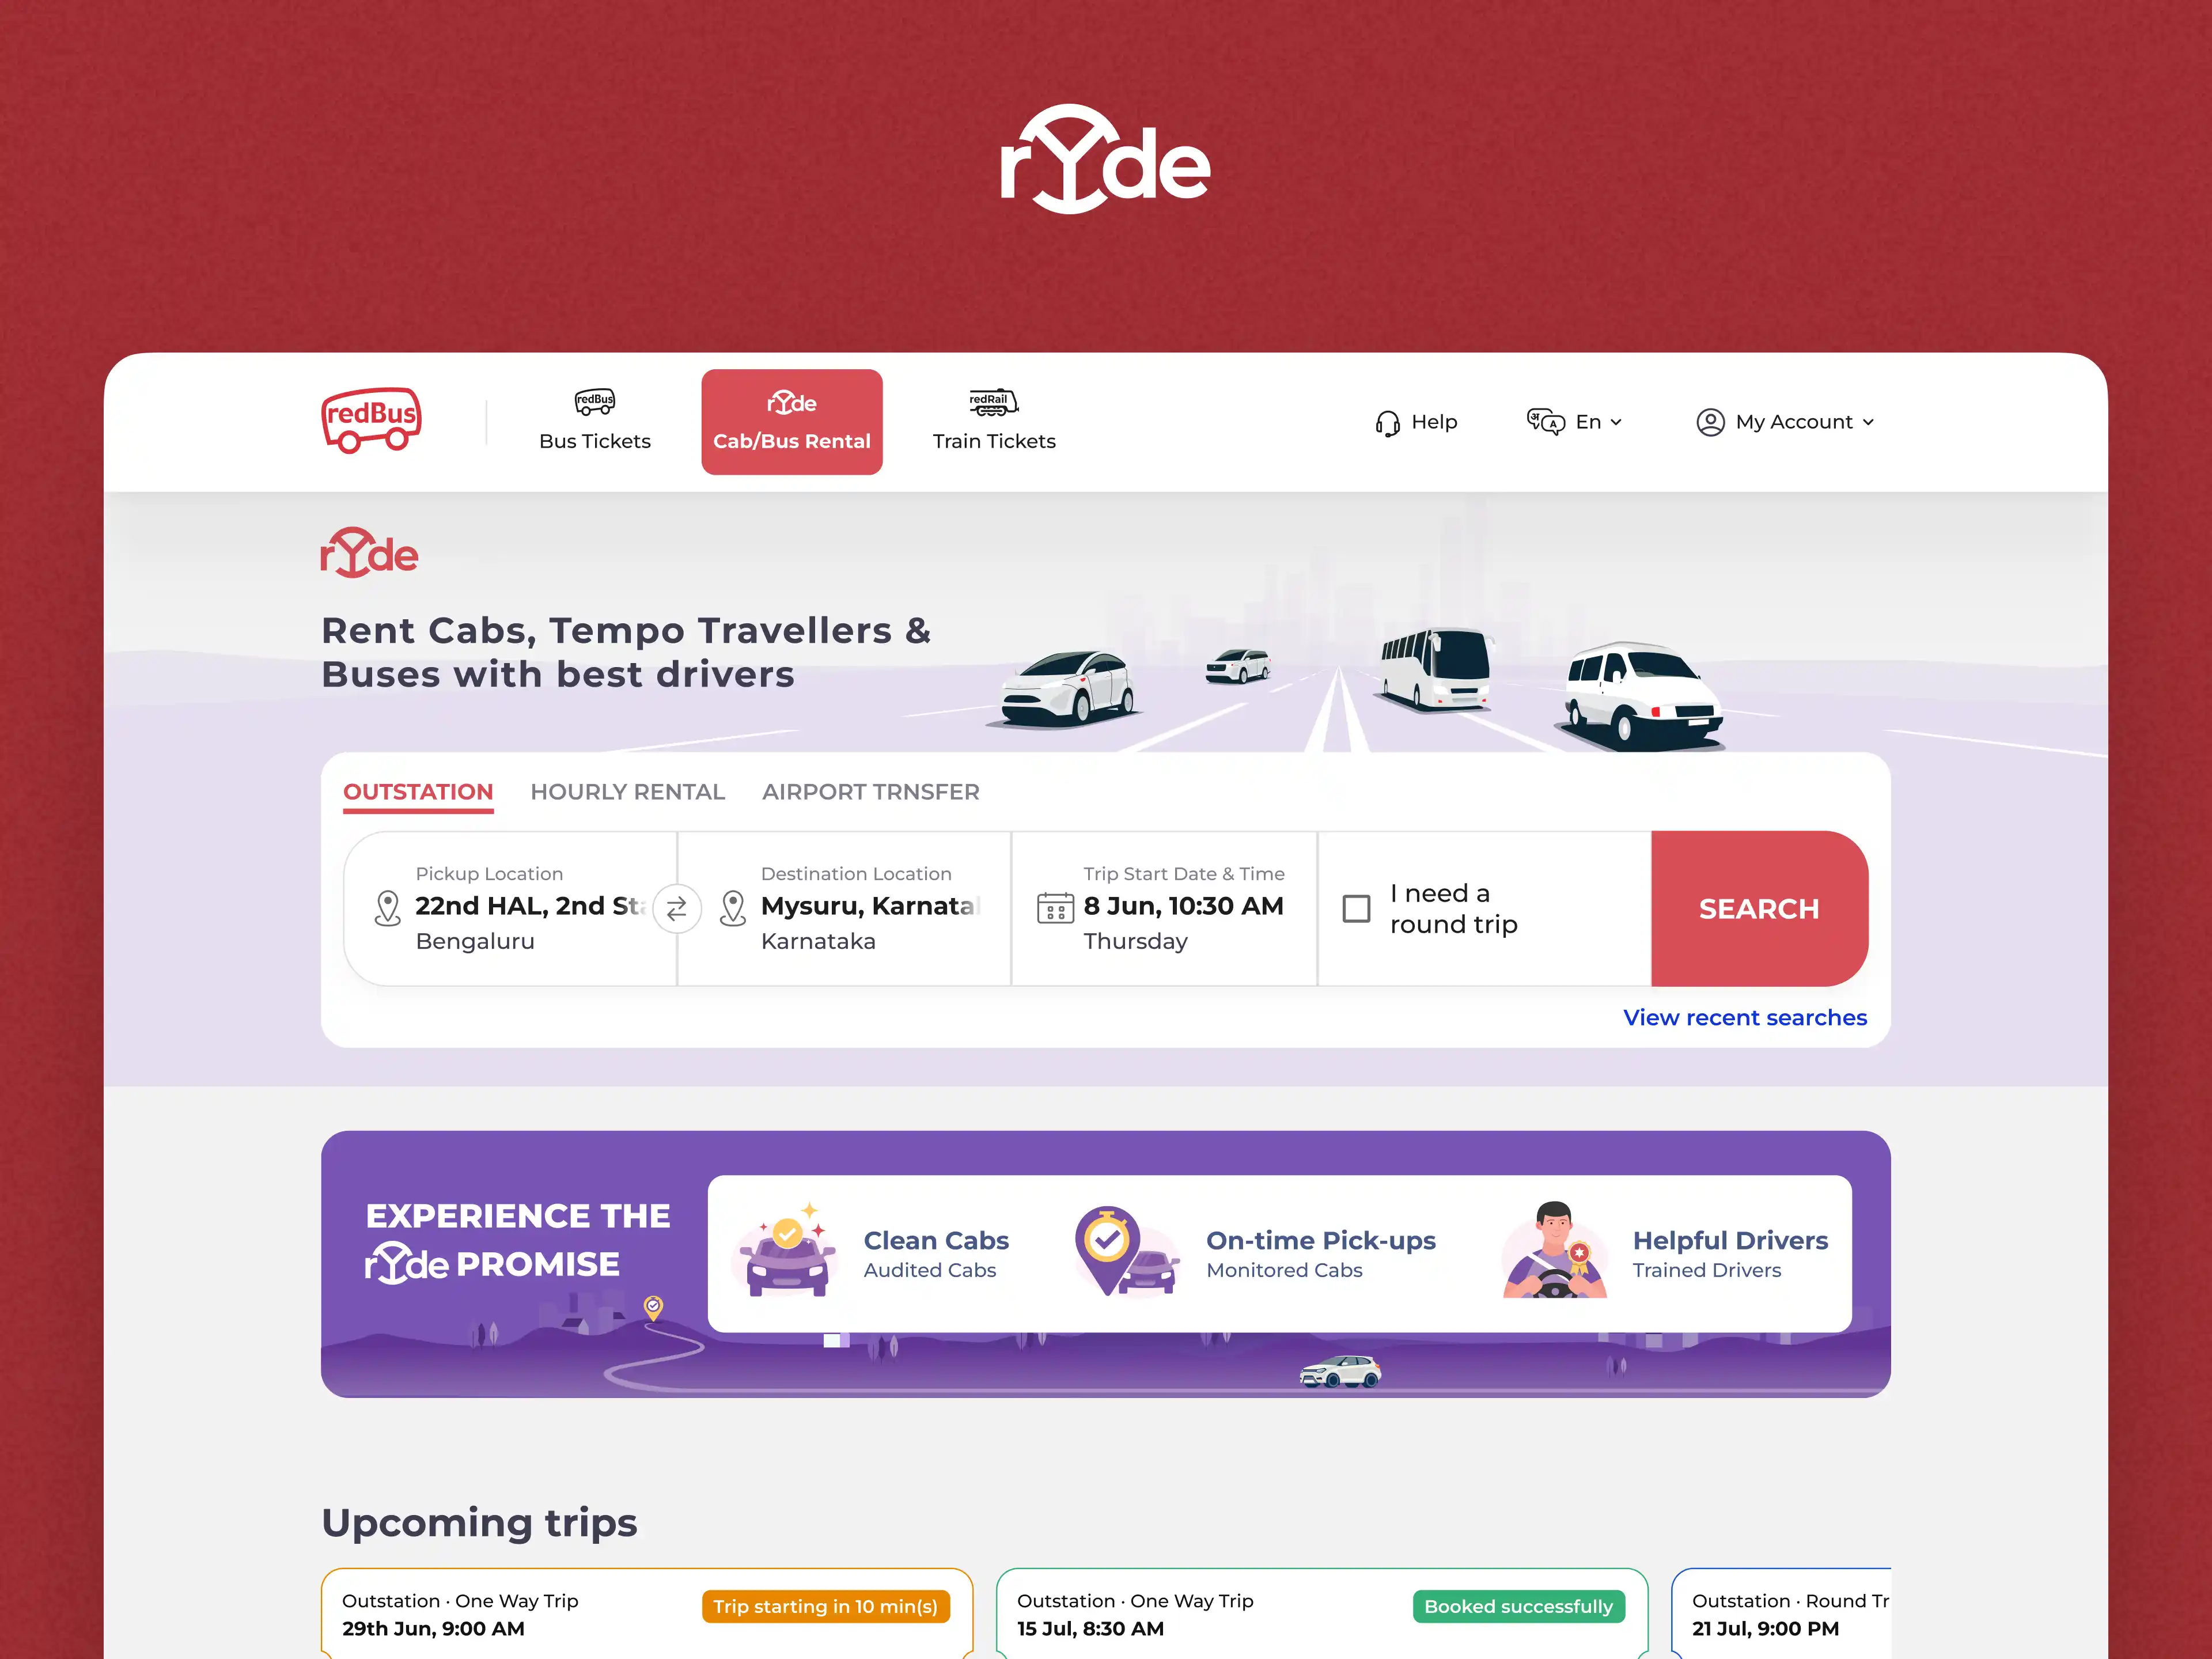 rYde
redBus
redBus
Bus Tickets
rYde
Cab/Bus Rental
redRail
Train Tickets
Help
अ A
En
My Account
rYde
Rent Cabs, Tempo Travellers &
Buses with best drivers
OUTSTATION
HOURLY RENTAL
AIRPORT TRNSFER
Pickup Location
22nd HAL, 2nd
Bengaluru
Destination Location
Mysuru,
Karnataka
Trip Start Date & Time
8 Jun, 10:30 AM
Thursday
I need a
round trip
SEARCH
View recent searches
EXPERIENCE THE
rYde PROMISE
Clean Cabs
Audited Cabs
On-time Pick-ups
Monitored Cabs
Helpful Drivers
Trained Drivers
Upcoming trips
Outstation · One Way Trip
29th Jun, 9:00 AM
Trip starting in 10 min(s)
Outstation · One Way Trip
15 Jul, 8:30 AM
Booked successfully
Outstation · Round Tr
21 Jul, 9:00 PM